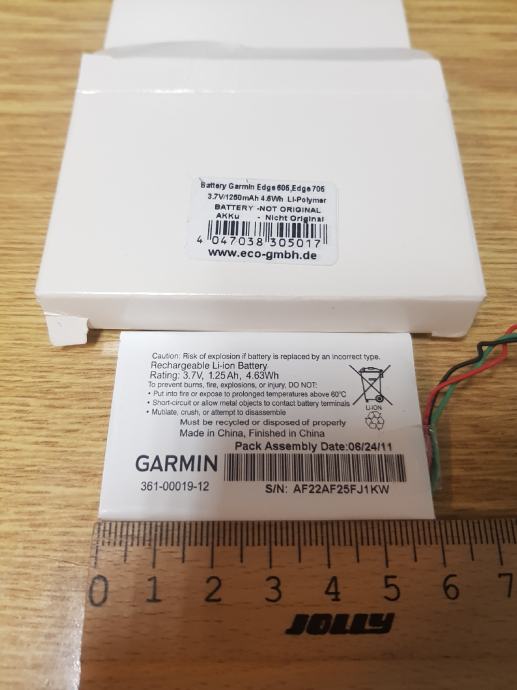 Battery Garmin Edge 605,Edge 705
3.7V/1250mAh 4.6Wh Li-Polymer
BATTERY -NOT ORIGINAL
AKKu - Nicht Original
4 047038 305017
www.eco-gmbh.de
Caution: Risk of explosion if battery is replaced by an incorrect type.
Rechargeable Li-ion Battery
Rating: 3.7V, 1.25 Ah, 4.63Wh
To prevent burns, fire, explosions, or injury, DO NOT:
• Put into fire or expose to prolonged temperatures above 60°C
• Short-circuit or allow metal objects to contact battery terminals
• Mutilate, crush, or attempt to disassemble
LI-ION
Must be recycled or disposed of properly
Made in China, Finished in China
Pack Assembly Date:06/24/11
GARMIN
361-00019-12
S/N: AF22AF25FJ1KW
0 1 2 3 4 5 6 7
JOLLY